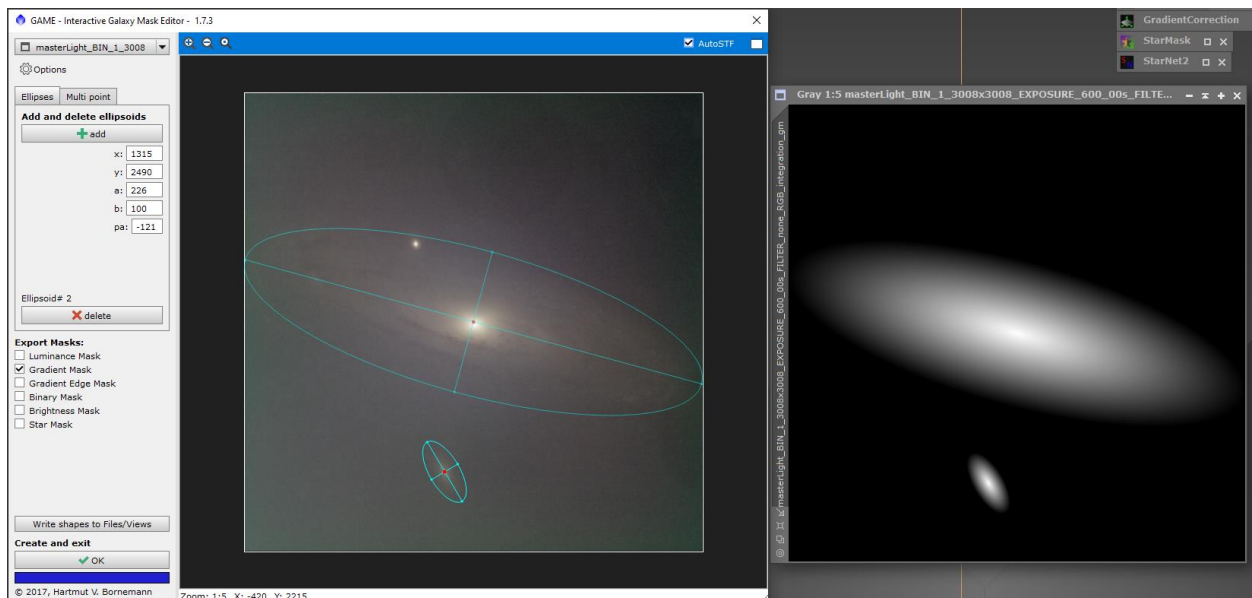 GAME - Interactive Galaxy Mask Editor - 1.7.3
masterLight_BIN_1_3008
AutoSTF
Options
Ellipses Multi point
Add and delete ellipsoids
add
x: 1315
y: 2490
a: 226
b: 100
pa: -121
Ellipsoid# 2
delete
Export Masks:
Luminance Mask
Gradient Mask
Gradient Edge Mask
Binary Mask
Brightness Mask
Star Mask
Write shapes to Files/Views
Create and exit
OK
© 2017, Hartmut V. Bornemann
Zoom: 1:5 X: -420 Y: 2215
GradientCorrection
StarMask
StarNet2
Gray 1:5 masterLight_BIN_1_3008x3008_EXPOSURE_600_00s_FILTE...
masterLight_BIN_1_3008x3008_EXPOSURE_600_00s_FILTER_none_RGB_integration_gm